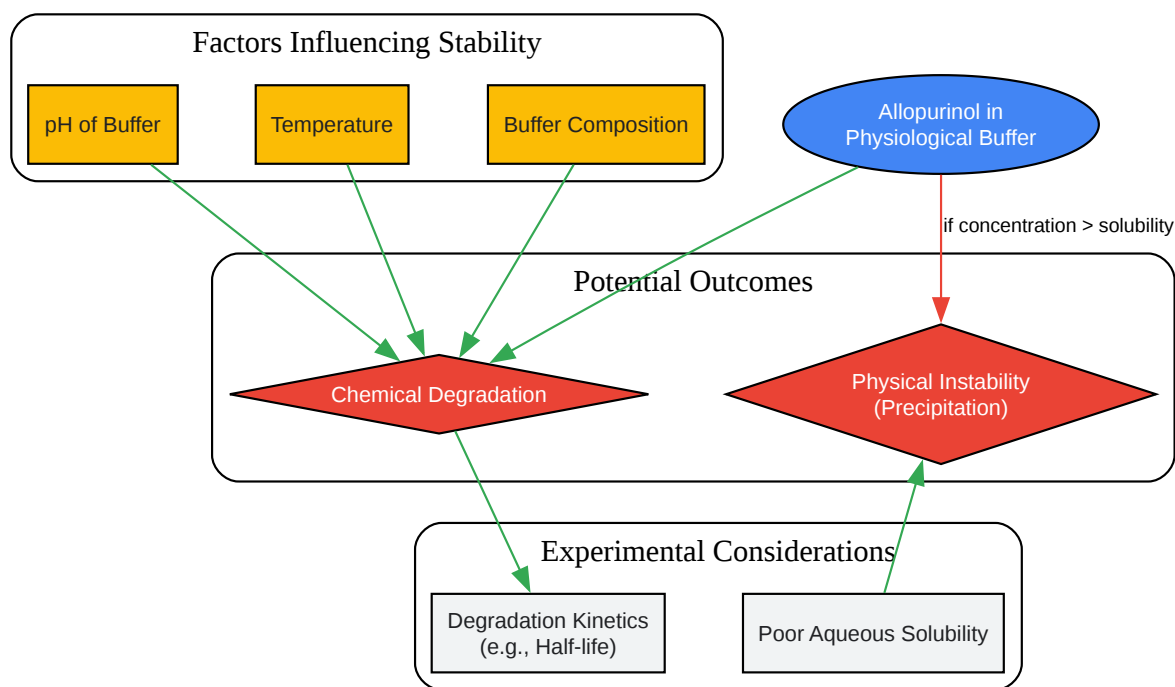 Factors Influencing Stability
pH of Buffer
Temperature
Buffer Composition
Allopurinol in
Physiological Buffer
if concentration > solubility
Potential Outcomes
Chemical Degradation
Physical Instability
(Precipitation)
Experimental Considerations
Degradation Kinetics
(e.g., Half-life)
Poor Aqueous Solubility